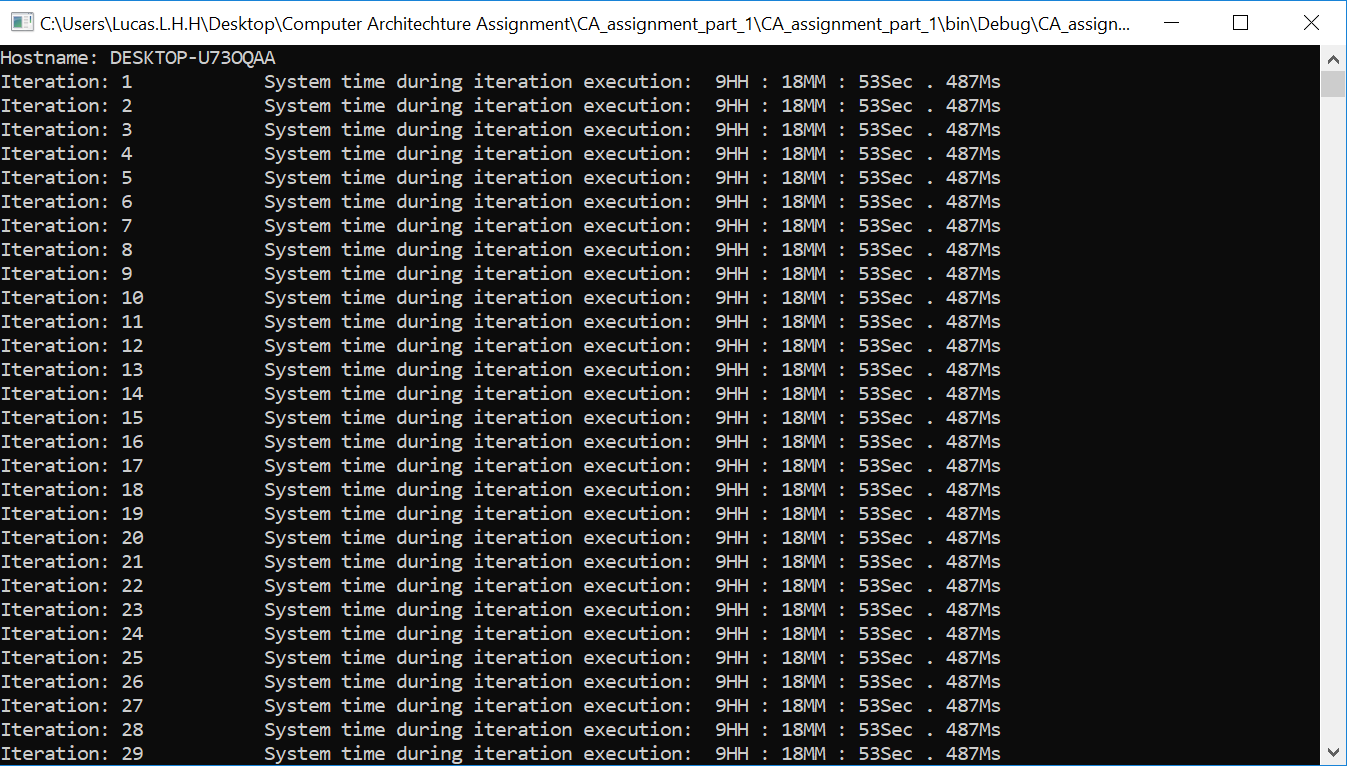 C:\Users\Lucas.L.H.H\Desktop\Computer Architechture Assignment\CA_assignment_part_1\CA_assignment_part_1\bin\Debug\CA_assign...
Hostname: DESKTOP-U73OQAA
Iteration: 1 System time during iteration execution: 9HH : 18MM : 53Sec . 487Ms
Iteration: 2 System time during iteration execution: 9HH : 18MM : 53Sec . 487Ms
Iteration: 3 System time during iteration execution: 9HH : 18MM : 53Sec . 487Ms
Iteration: 4 System time during iteration execution: 9HH : 18MM : 53Sec . 487Ms
Iteration: 5 System time during iteration execution: 9HH : 18MM : 53Sec . 487Ms
Iteration: 6 System time during iteration execution: 9HH : 18MM : 53Sec . 487Ms
Iteration: 7 System time during iteration execution: 9HH : 18MM : 53Sec . 487Ms
Iteration: 8 System time during iteration execution: 9HH : 18MM : 53Sec . 487Ms
Iteration: 9 System time during iteration execution: 9HH : 18MM : 53Sec . 487Ms
Iteration: 10 System time during iteration execution: 9HH : 18MM : 53Sec . 487Ms
Iteration: 11 System time during iteration execution: 9HH : 18MM : 53Sec . 487Ms
Iteration: 12 System time during iteration execution: 9HH : 18MM : 53Sec . 487Ms
Iteration: 13 System time during iteration execution: 9HH : 18MM : 53Sec . 487Ms
Iteration: 14 System time during iteration execution: 9HH : 18MM : 53Sec . 487Ms
Iteration: 15 System time during iteration execution: 9HH : 18MM : 53Sec . 487Ms
Iteration: 16 System time during iteration execution: 9HH : 18MM : 53Sec . 487Ms
Iteration: 17 System time during iteration execution: 9HH : 18MM : 53Sec . 487Ms
Iteration: 18 System time during iteration execution: 9HH : 18MM : 53Sec . 487Ms
Iteration: 19 System time during iteration execution: 9HH : 18MM : 53Sec . 487Ms
Iteration: 20 System time during iteration execution: 9HH : 18MM : 53Sec . 487Ms
Iteration: 21 System time during iteration execution: 9HH : 18MM : 53Sec . 487Ms
Iteration: 22 System time during iteration execution: 9HH : 18MM : 53Sec . 487Ms
Iteration: 23 System time during iteration execution: 9HH : 18MM : 53Sec . 487Ms
Iteration: 24 System time during iteration execution: 9HH : 18MM : 53Sec . 487Ms
Iteration: 25 System time during iteration execution: 9HH : 18MM : 53Sec . 487Ms
Iteration: 26 System time during iteration execution: 9HH : 18MM : 53Sec . 487Ms
Iteration: 27 System time during iteration execution: 9HH : 18MM : 53Sec . 487Ms
Iteration: 28 System time during iteration execution: 9HH : 18MM : 53Sec . 487Ms
Iteration: 29 System time during iteration execution: 9HH : 18MM : 53Sec . 487Ms